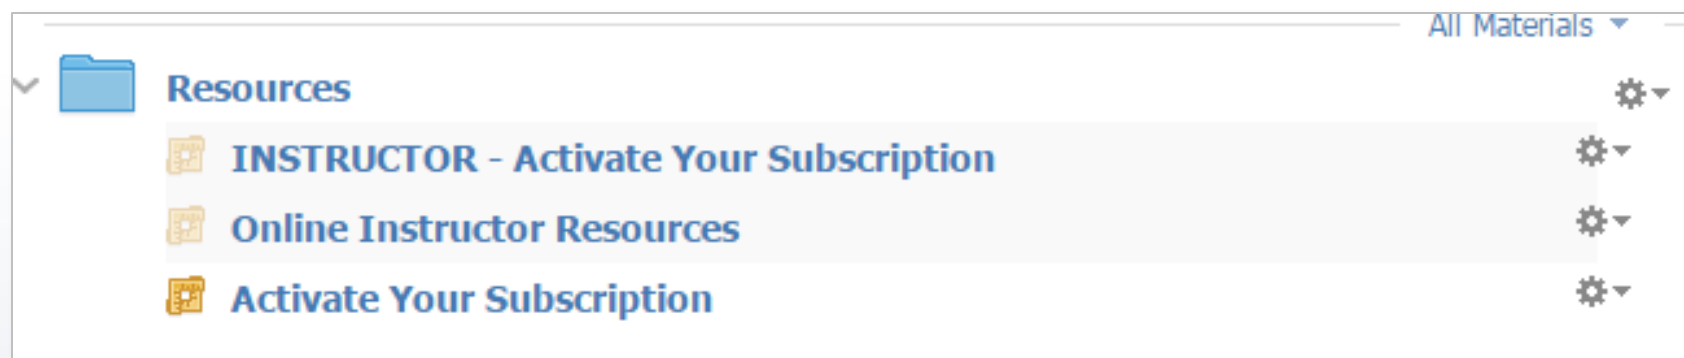 All Materials
Resources
INSTRUCTOR - Activate Your Subscription
Online Instructor Resources
Activate Your Subscription